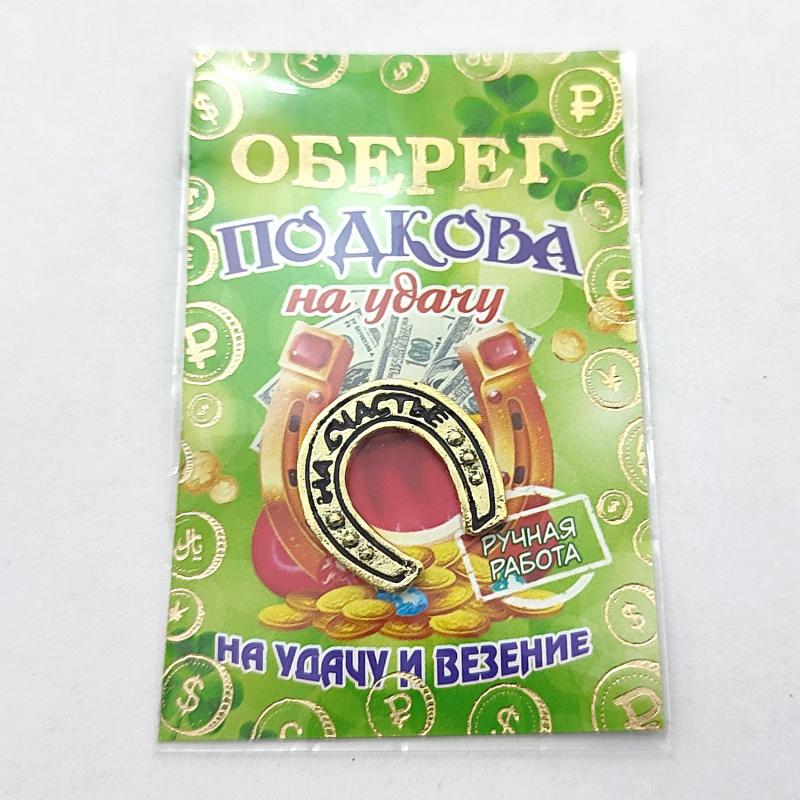 ОБЕРЕГ
ПОДКОВА
на удачу
НА СЧАСТЬЕ
РУЧНАЯ
РАБОТА
НА УДАЧУ И ВЕЗЕНИЕ